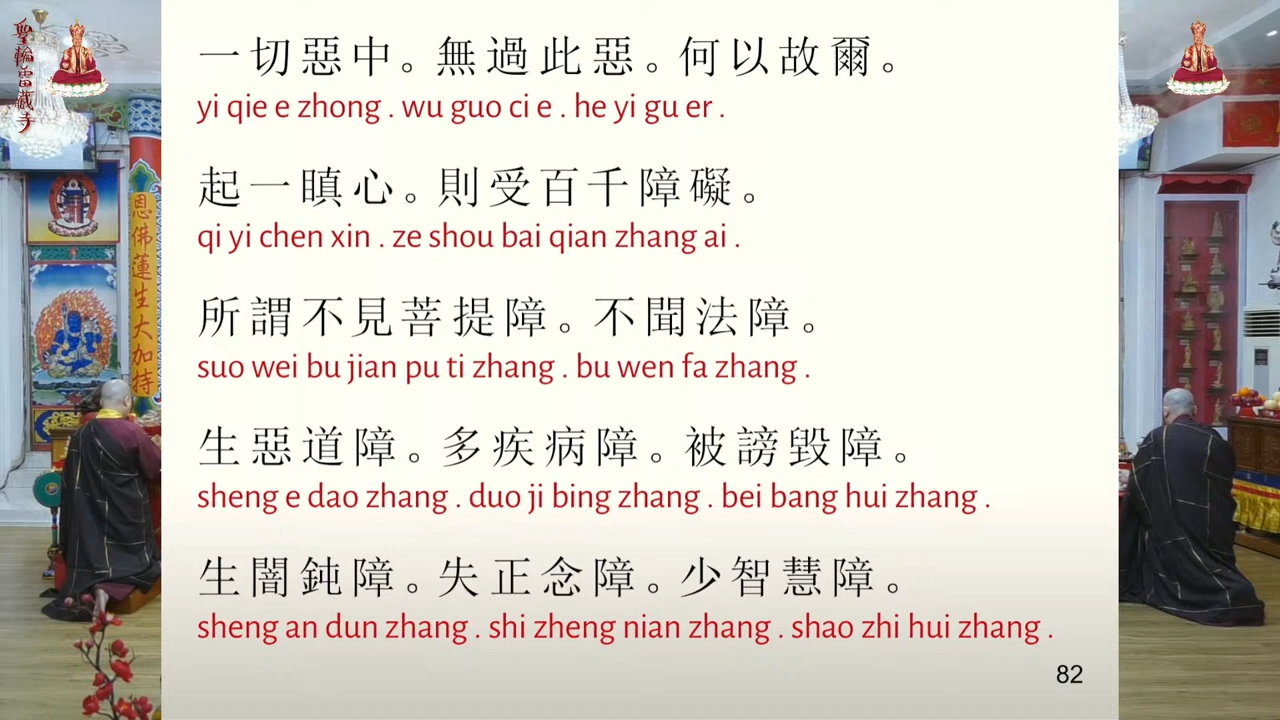 聖輪雷藏寺
恩佛蓮生大加持
一切惡中。無過此惡。何以故爾。
yi qie e zhong . wu guo ci e . he yi gu er .
起一瞋心。則受百千障礙。
qi yi chen xin . ze shou bai qian zhang ai .
所謂不見菩提障。不聞法障。
suo wei bu jian pu ti zhang . bu wen fa zhang .
生惡道障。多疾病障。被謗毀障。
sheng e dao zhang . duo ji bing zhang . bei bang hui zhang .
生闇鈍障。失正念障。少智慧障。
sheng an dun zhang . shi zheng nian zhang . shao zhi hui zhang .
82